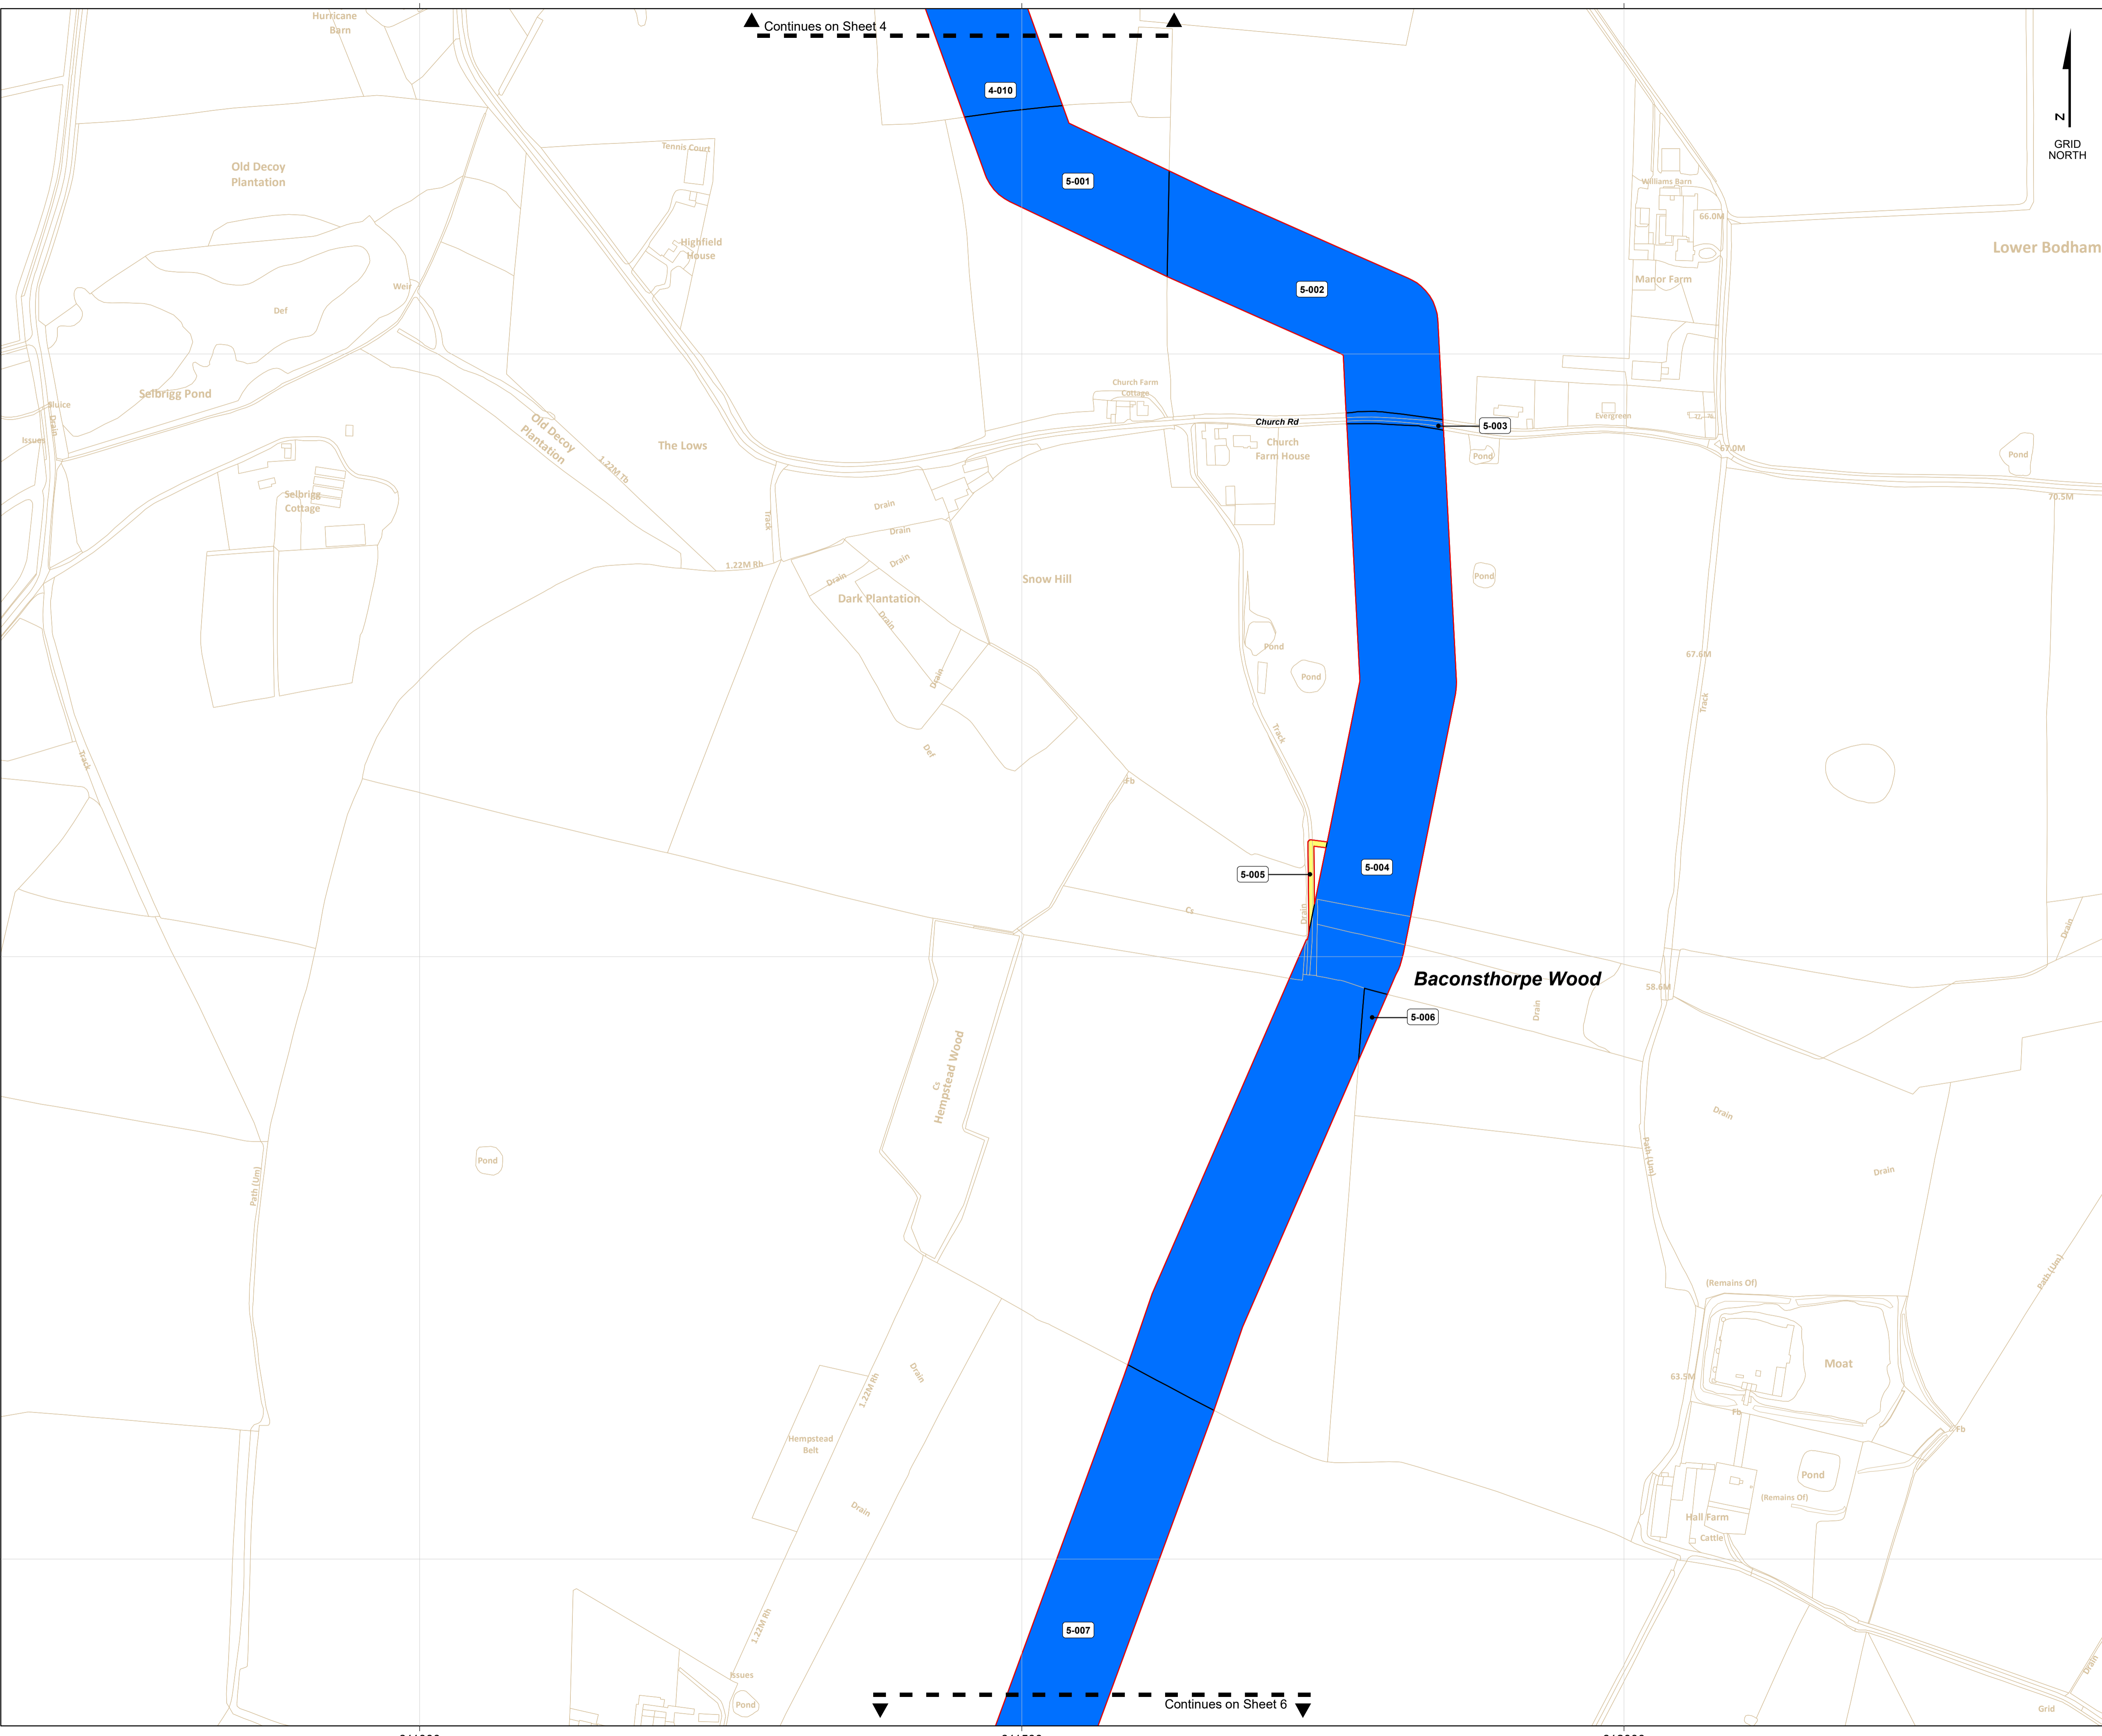 Continues on Sheet 4
Hurricane
Barn
4-010
N
GRID
NORTH
Tennis Court
Old Decoy
Plantation
5-001
Williams Barn
66.0M
Highfield
House
Lower Bodham
Manor Farm
Weir
5-002
Def
Selbrigg Pond
Church Farm
Cottage
Sluice
Drain
Issues
Old Decoy
Plantation
The Lows
Church Rd
5-003
Evergreen
Church
Farm House
Pond
67.0M
Pond
1.22M Tb
Selbrigg
Cottage
70.5M
Track
Drain
Drain
Drain
1.22M Rh
Drain
Snow Hill
Pond
Dark Plantation
Drain
Pond
67.6M
Drain
Pond
Track
Track
Track
Def
Fb
5-004
5-005
Cs
Drain
Drain
Baconsthorpe Wood
58.6M
Drain
5-006
Cs
Hempstead Wood
Drain
Path (Um)
Pond
Drain
Path (Um)
Path (Um)
(Remains Of)
Moat
Drain
63.5M
1.22M Rh
Fb
Fb
Hempstead
Belt
Pond
(Remains Of)
Drain
Hall Farm
Cattle
5-007
1.22M Rh
Drain
Issues
Pond
Continues on Sheet 6
Grid